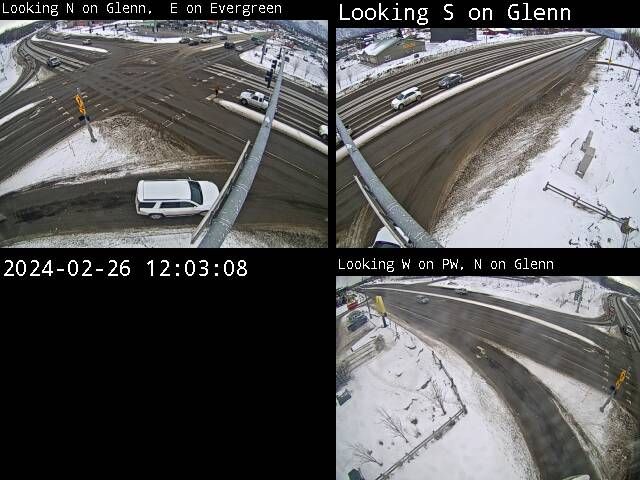 Looking N on Glenn,  E on Evergreen
Looking S on Glenn
2024-02-26 12:03:08
Looking W on PW, N on Glenn